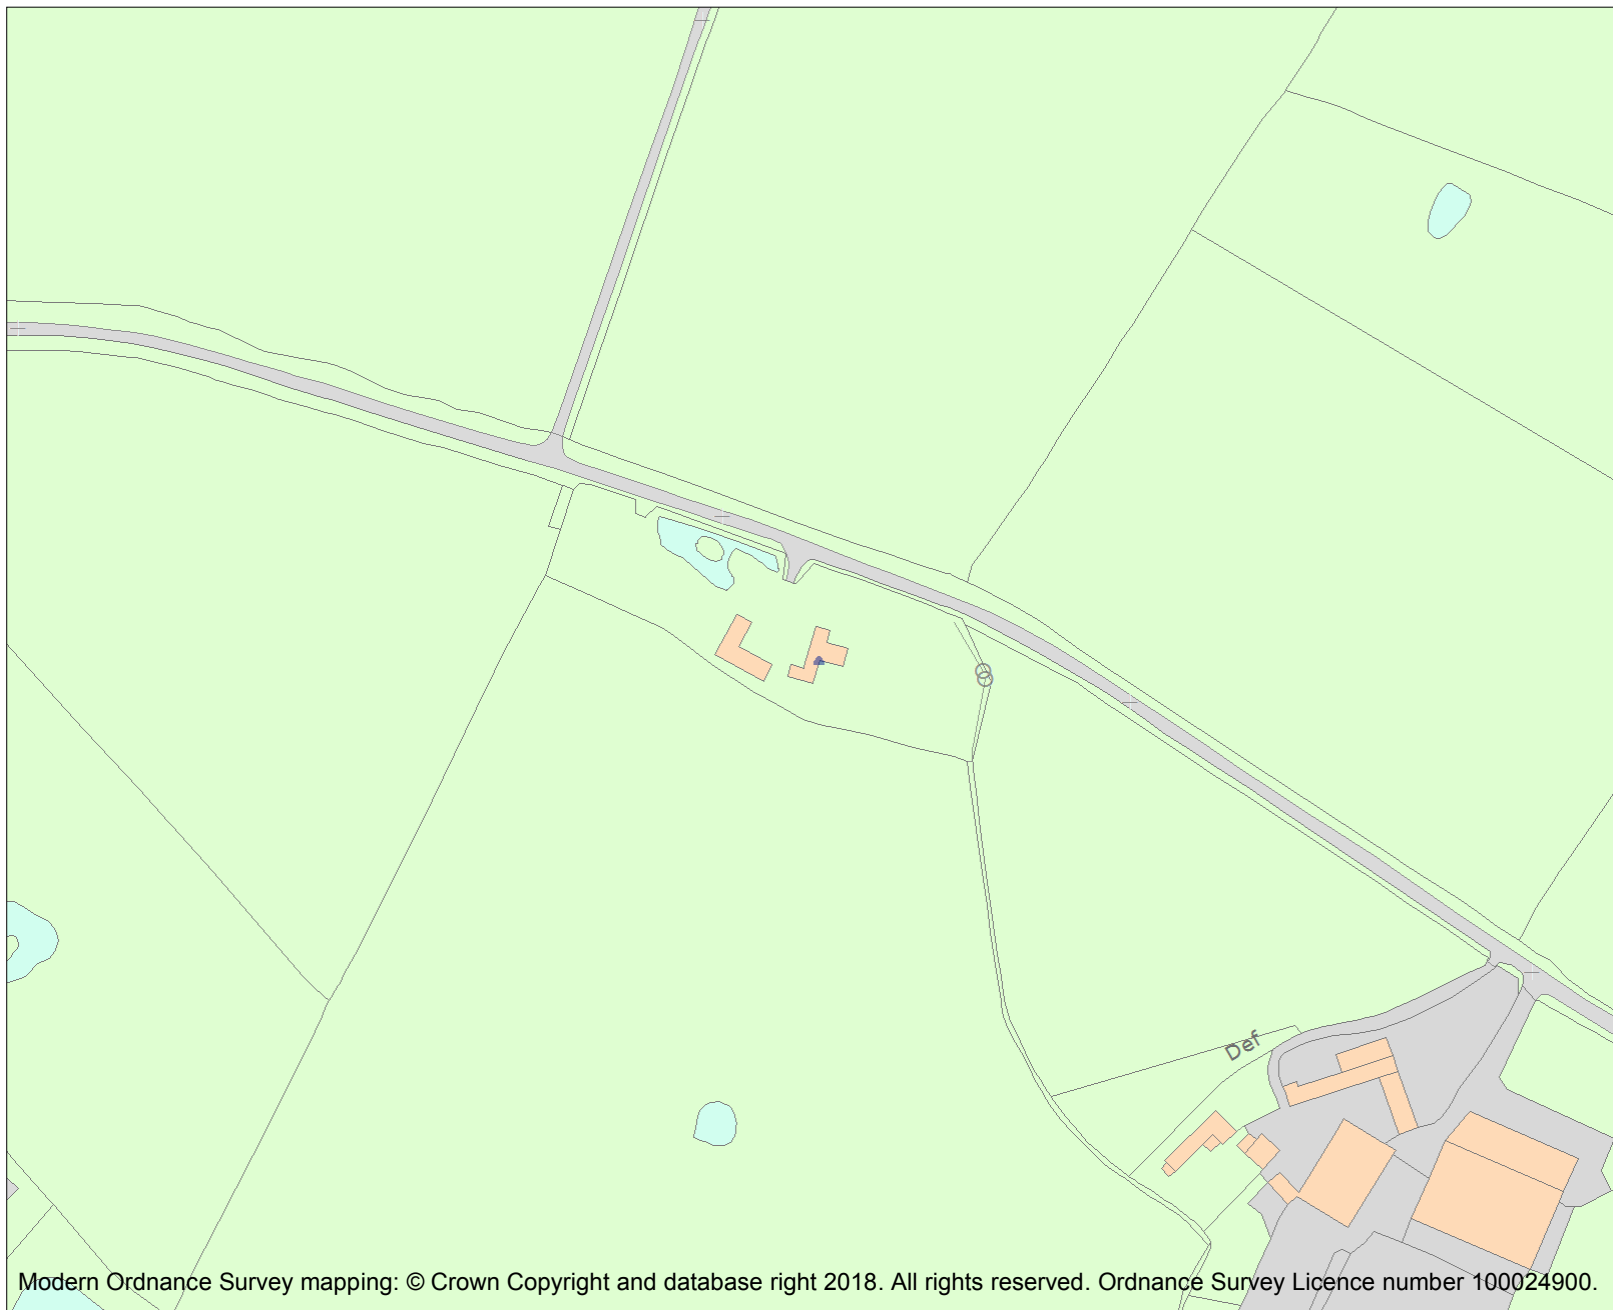 Def
Modern Ordnance Survey mapping: © Crown Copyright and database right 2018. All rights reserved. Ordnance Survey Licence number 100024900.